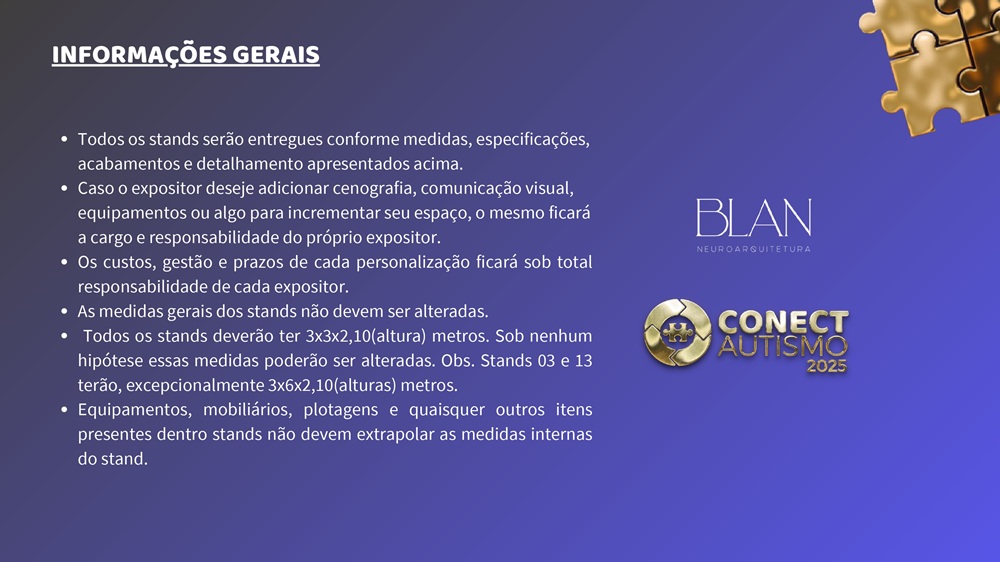 INFORMAÇÕES GERAIS
• Todos os stands serão entregues conforme medidas, especificações,
acabamentos e detalhamento apresentados acima.
• Caso o expositor deseje adicionar cenografia, comunicação visual,
equipamentos ou algo para incrementar seu espaço, o mesmo ficará
a cargo e responsabilidade do próprio expositor.
• Os custos, gestão e prazos de cada personalização ficará sob total
responsabilidade de cada expositor.
• As medidas gerais dos stands não devem ser alteradas.
• Todos os stands deverão ter 3x3x2,10(altura) metros. Sob nenhum
hipótese essas medidas poderão ser alteradas. Obs. Stands 03 e 13
terão, excepcionalmente 3x6x2,10(alturas) metros.
• Equipamentos, mobiliários, plotagens e quaisquer outros itens
presentes dentro stands não devem extrapolar as medidas internas
do stand.
BLAN
NEUROARQUITETURA
CONECT
AUTISMO
2025